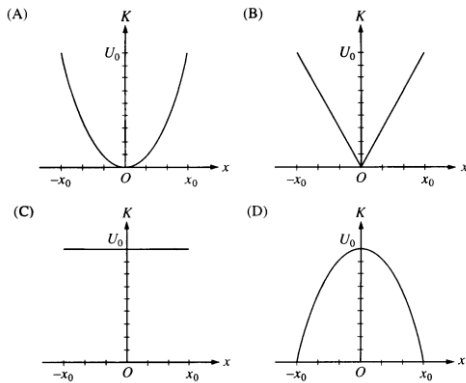 (A) K (B) K
U₀ U₀
−x₀ O x₀ x −x₀ O x₀ x
(C) K (D) K
U₀ U₀
−x₀ O x₀ x −x₀ O x₀ x